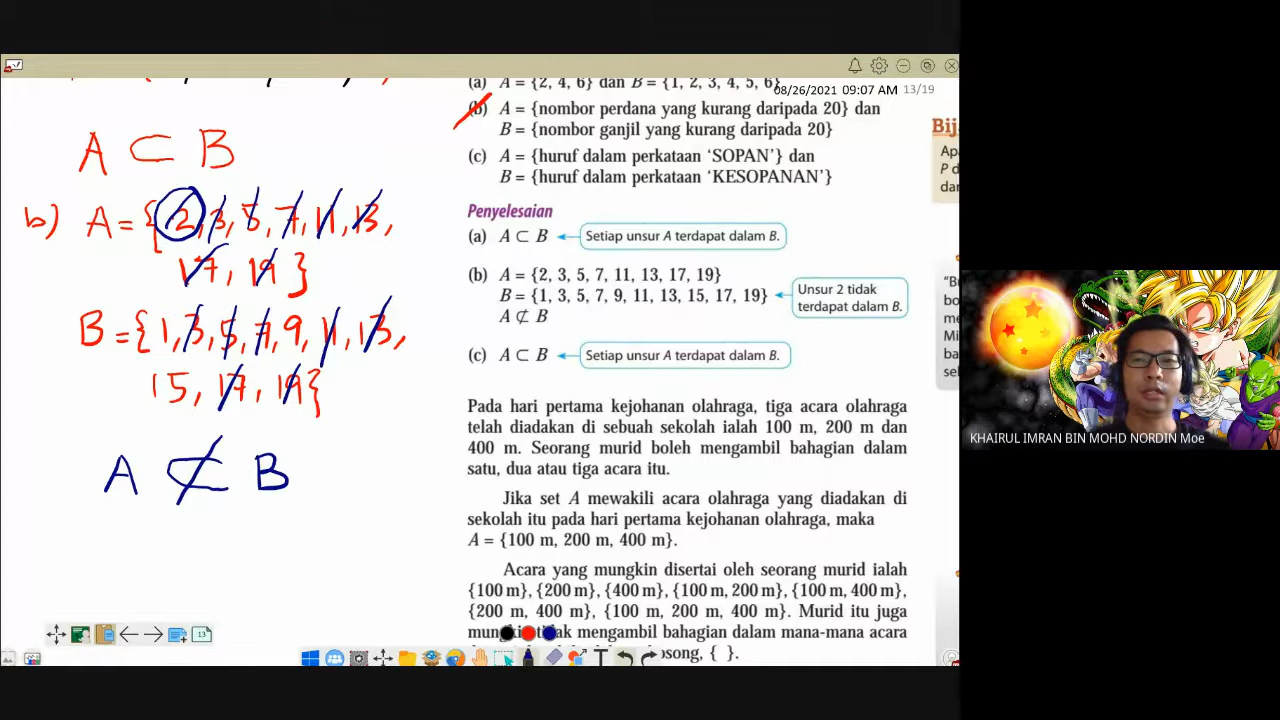 (a) A = {2, 4, 6} dan B = {1, 2, 3, 4, 5, 6}
08/26/2021 09:07 AM 13/19
(b) A = {nombor perdana yang kurang daripada 20} dan
B = {nombor ganjil yang kurang daripada 20}
(c) A = {huruf dalam perkataan ‘SOPAN’} dan
B = {huruf dalam perkataan ‘KESOPANAN’}
Penyelesaian
(a) A ⊂ B
Setiap unsur A terdapat dalam B.
(b) A = {2, 3, 5, 7, 11, 13, 17, 19}
B = {1, 3, 5, 7, 9, 11, 13, 15, 17, 19}
A ⊄ B
Unsur 2 tidak
terdapat dalam B.
(c) A ⊂ B
Setiap unsur A terdapat dalam B.
Pada hari pertama kejohanan olahraga, tiga acara olahraga
telah diadakan di sebuah sekolah ialah 100 m, 200 m dan
400 m. Seorang murid boleh mengambil bahagian dalam
satu, dua atau tiga acara itu.
Jika set A mewakili acara olahraga yang diadakan di
sekolah itu pada hari pertama kejohanan olahraga, maka
A = {100 m, 200 m, 400 m}.
Acara yang mungkin disertai oleh seorang murid ialah
{100 m}, {200 m}, {400 m}, {100 m, 200 m}, {100 m, 400 m},
{200 m, 400 m}, {100 m, 200 m, 400 m}. Murid itu juga
mengambil bahagian dalam mana-mana acara
{ }.
A ⊂ B
b) A = {2, 3, 5, 7, 11, 13,
17, 19}
B = {1, 3, 5, 7, 9, 11, 13,
15, 17, 19}
A ⊄ B
13
Bij
Apa
P d
dar
KHAIRUL IMRAN BIN MOHD NORDIN Moe